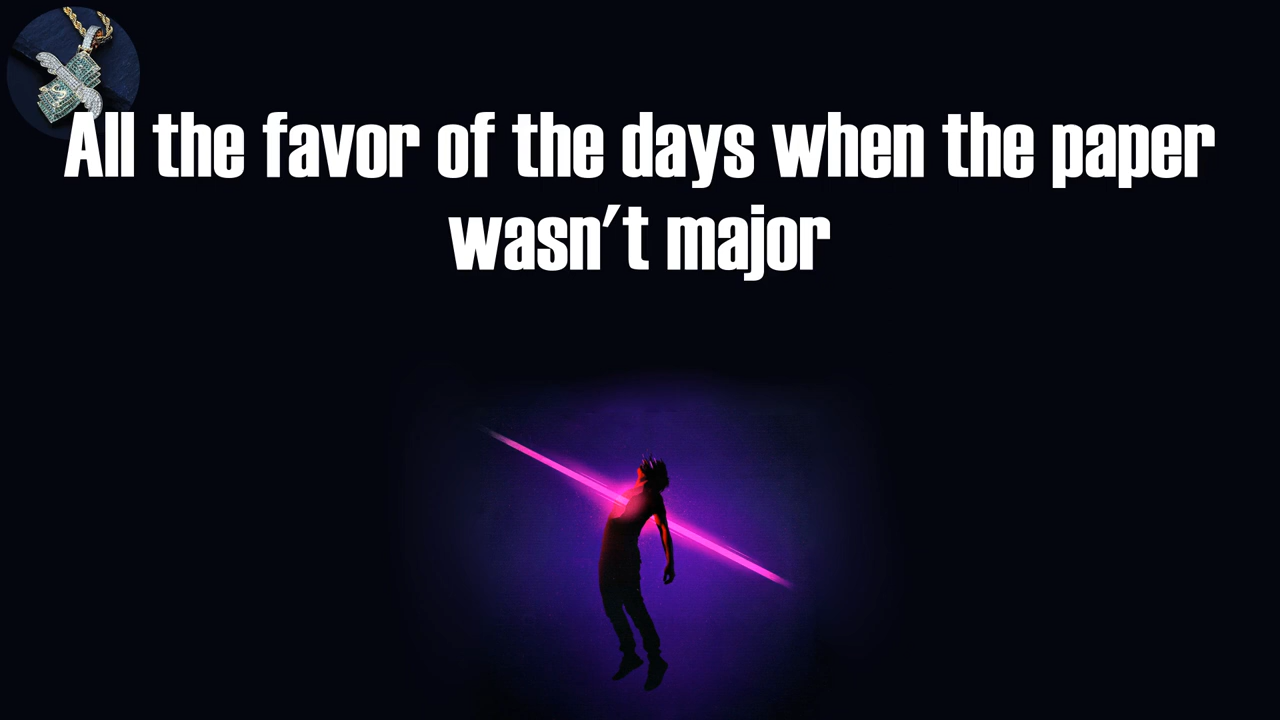 All the favor of the days when the paper
wasn't major